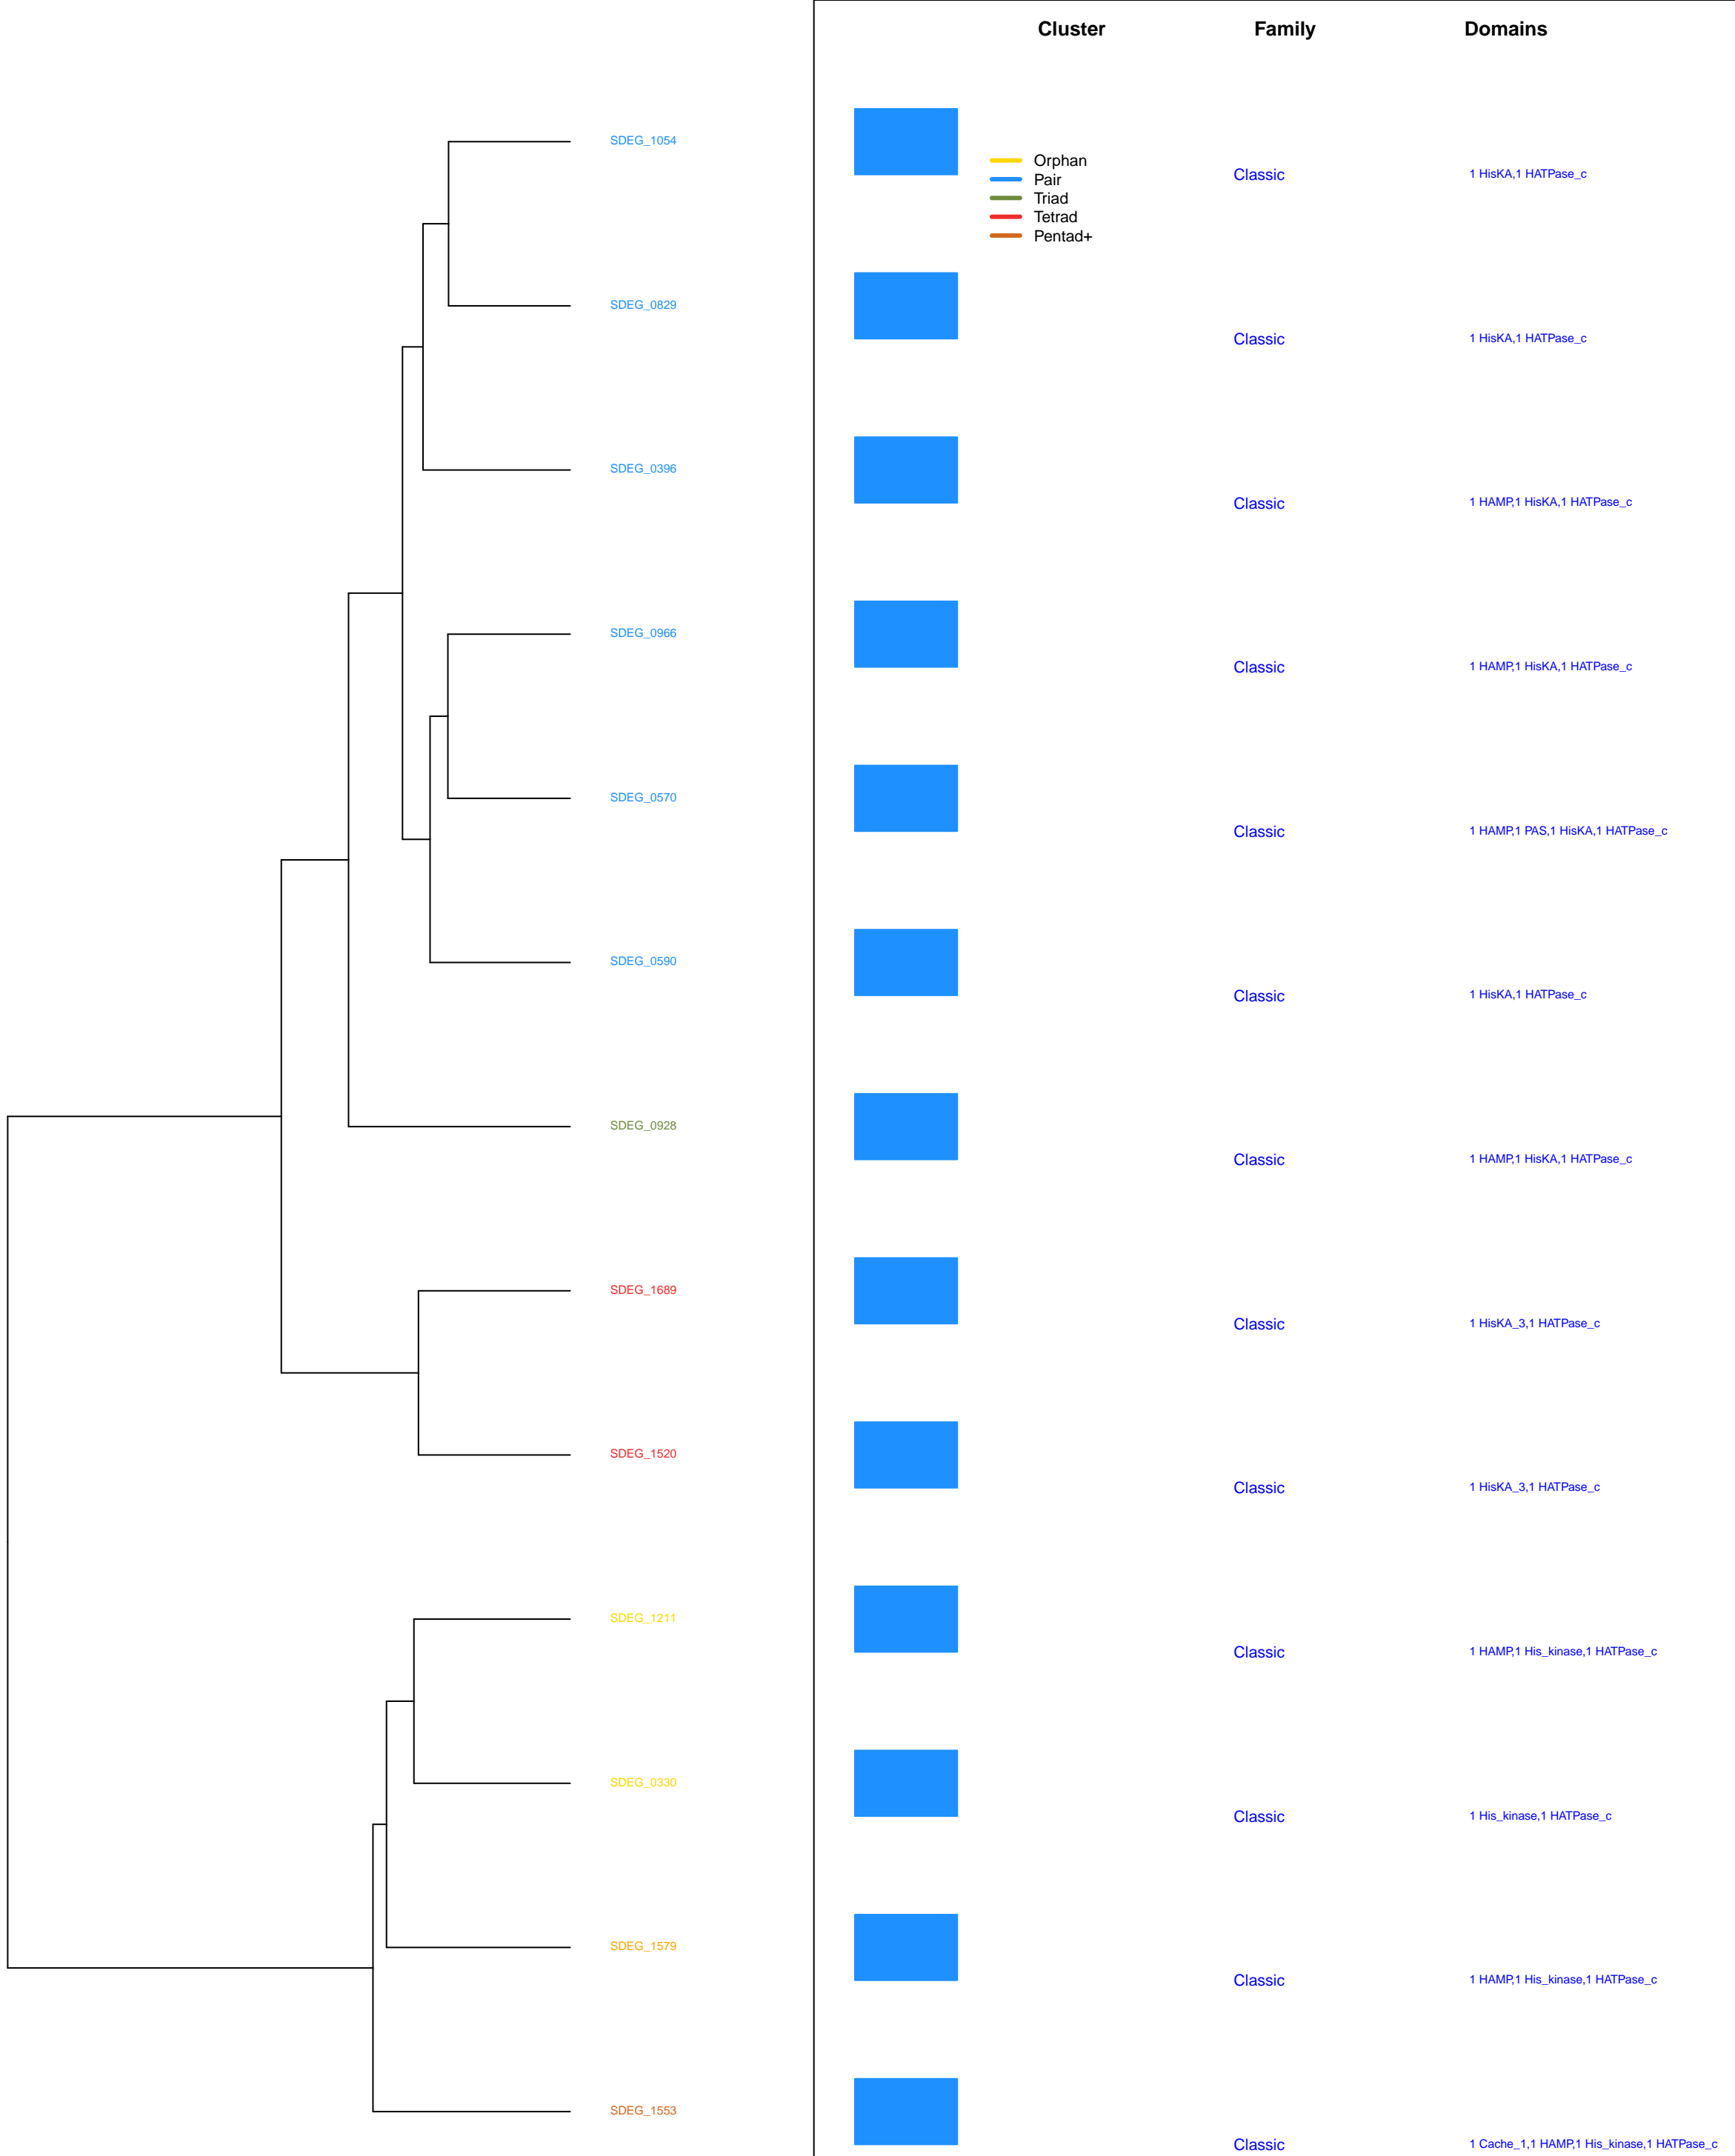 Cluster Family Domains
SDEG_1054
Orphan
Pair
Triad
Tetrad
Pentad+
Classic 1 HisKA,1 HATPase_c
SDEG_0829
Classic 1 HisKA,1 HATPase_c
SDEG_0396
Classic 1 HAMP,1 HisKA,1 HATPase_c
SDEG_0966
Classic 1 HAMP,1 HisKA,1 HATPase_c
SDEG_0570
Classic 1 HAMP,1 PAS,1 HisKA,1 HATPase_c
SDEG_0590
Classic 1 HisKA,1 HATPase_c
SDEG_0928
Classic 1 HAMP,1 HisKA,1 HATPase_c
SDEG_1689
Classic 1 HisKA_3,1 HATPase_c
SDEG_1520
Classic 1 HisKA_3,1 HATPase_c
SDEG_1211
Classic 1 HAMP,1 His_kinase,1 HATPase_c
SDEG_0330
Classic 1 His_kinase,1 HATPase_c
SDEG_1579
Classic 1 HAMP,1 His_kinase,1 HATPase_c
SDEG_1553
Classic 1 Cache_1,1 HAMP,1 His_kinase,1 HATPase_c